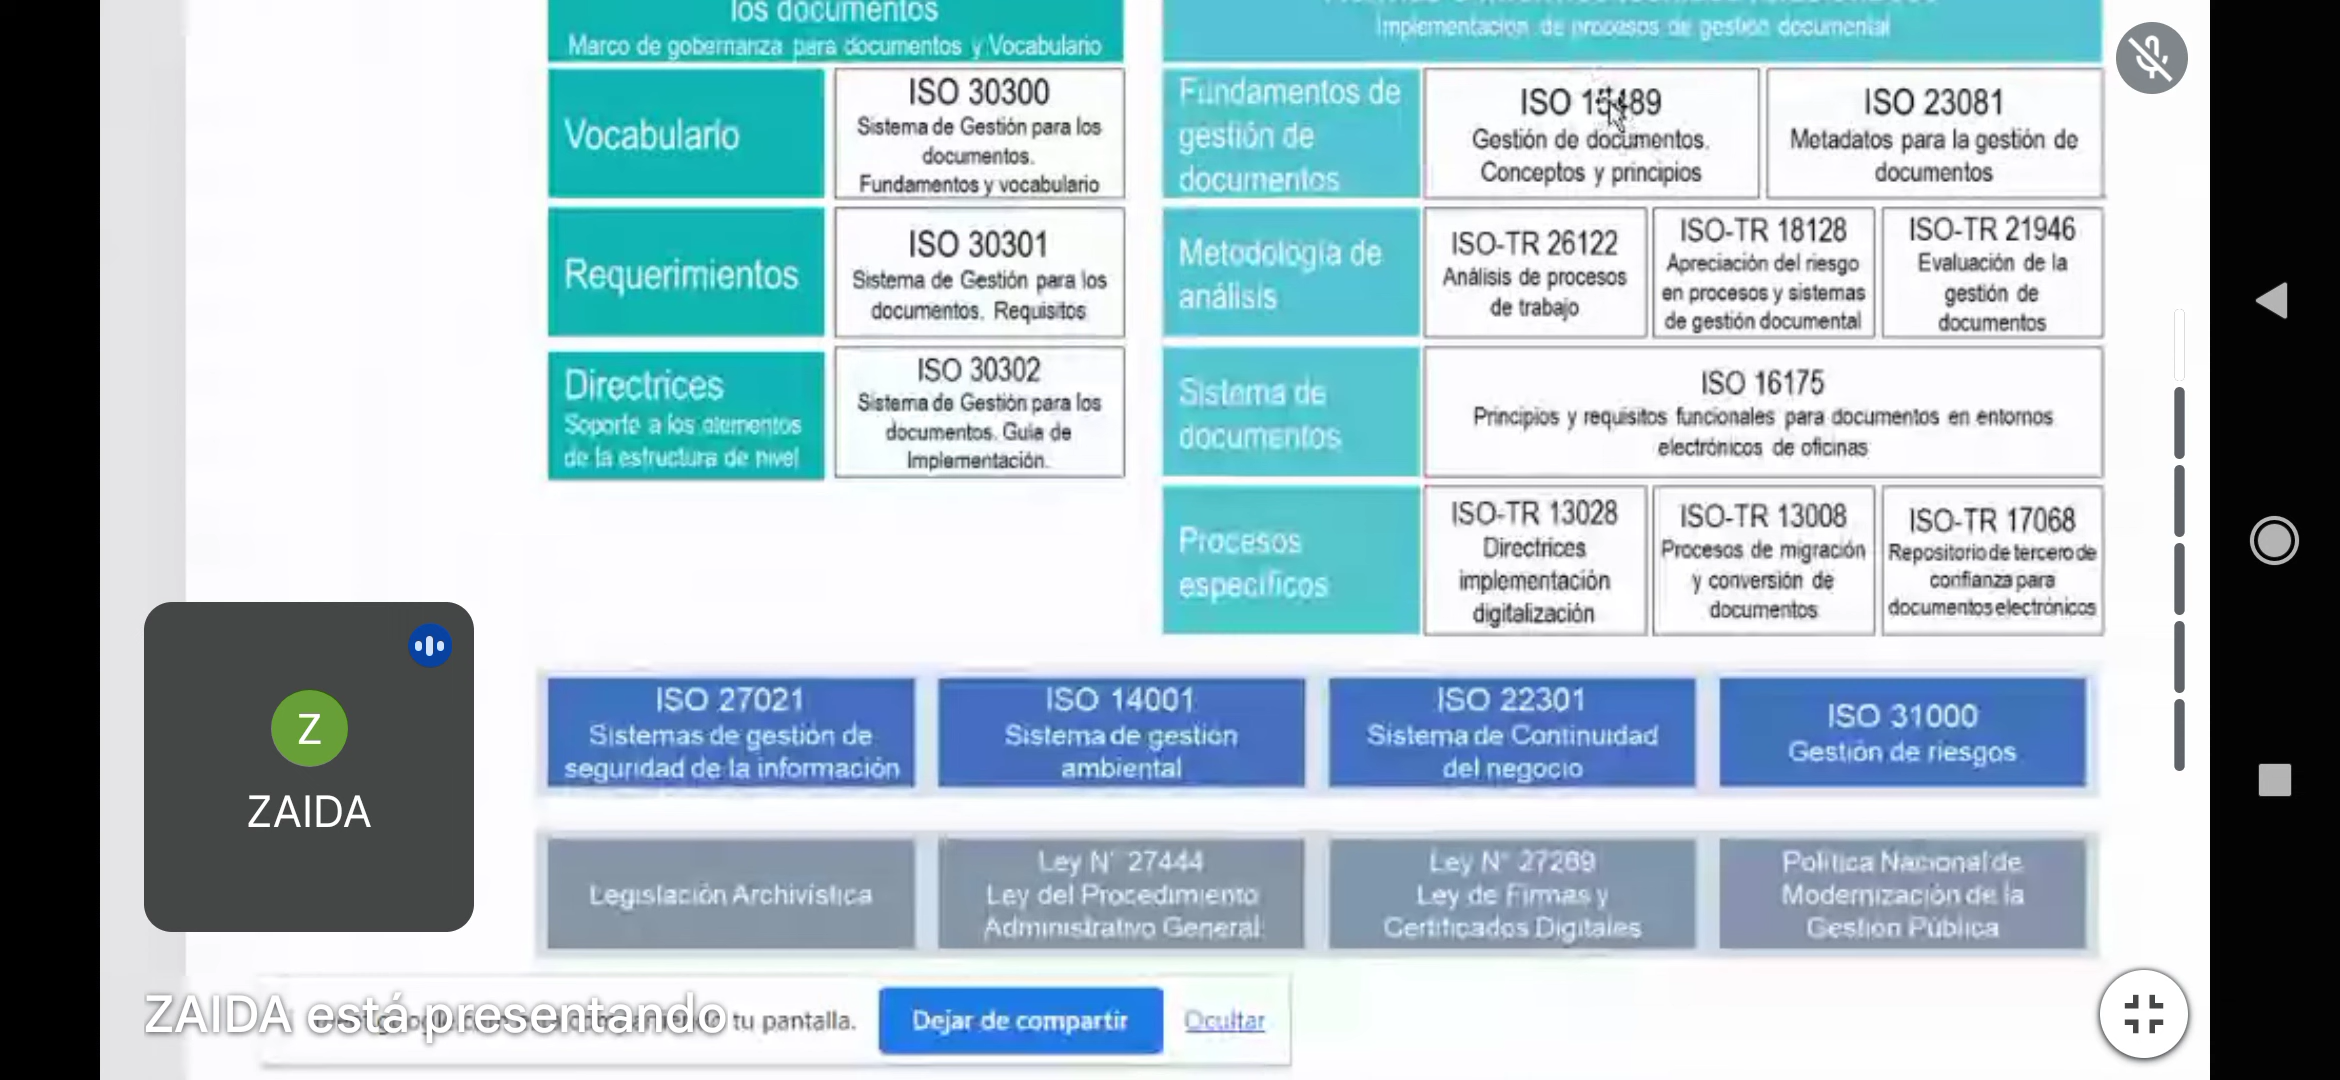 los documentos
Marco de gobernanza para documentos y Vocabulario
Implementación de procesos de gestión documental
Vocabulario
ISO 30300
Sistema de Gestión para los
documentos.
Fundamentos y vocabulario
Requerimientos
ISO 30301
Sistema de Gestión para los
documentos. Requisitos
Directrices
Soporte a los elementos
de la estructura de nivel
ISO 30302
Sistema de Gestión para los
documentos. Guía de
Implementación.
Fundamentos de
gestión de
documentos
ISO 15489
Gestión de documentos.
Conceptos y principios
ISO 23081
Metadatos para la gestión de
documentos
Metodología de
análisis
ISO-TR 26122
Análisis de procesos
de trabajo
ISO-TR 18128
Apreciación del riesgo
en procesos y sistemas
de gestión documental
ISO-TR 21946
Evaluación de la
gestión de
documentos
Sistema de
documentos
ISO 16175
Principios y requisitos funcionales para documentos en entornos
electrónicos de oficinas
Procesos
específicos
ISO-TR 13028
Directrices
implementación
digitalización
ISO-TR 13008
Procesos de migración
y conversión de
documentos
ISO-TR 17068
Repositorio de tercero de
confianza para
documentos electrónicos
ISO 27021
Sistemas de gestión de
seguridad de la información
ISO 14001
Sistema de gestión
ambiental
ISO 22301
Sistema de Continuidad
del negocio
ISO 31000
Gestión de riesgos
Legislación Archivística
Ley N° 27444
Ley del Procedimiento
Administrativo General
Ley N° 27269
Ley de Firmas y
Certificados Digitales
Política Nacional de
Modernización de la
Gestión Pública
Z
ZAIDA
ZAIDA está presentando
tu pantalla.
Dejar de compartir
Ocultar